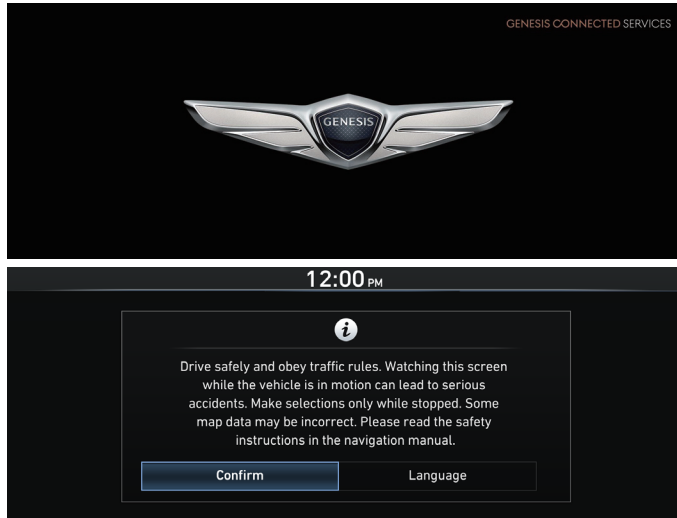 GENESIS CONNECTED SERVICES
GENESIS
12:00 PM
i
Drive safely and obey traffic rules. Watching this screen
while the vehicle is in motion can lead to serious
accidents. Make selections only while stopped. Some
map data may be incorrect. Please read the safety
instructions in the navigation manual.
Confirm
Language